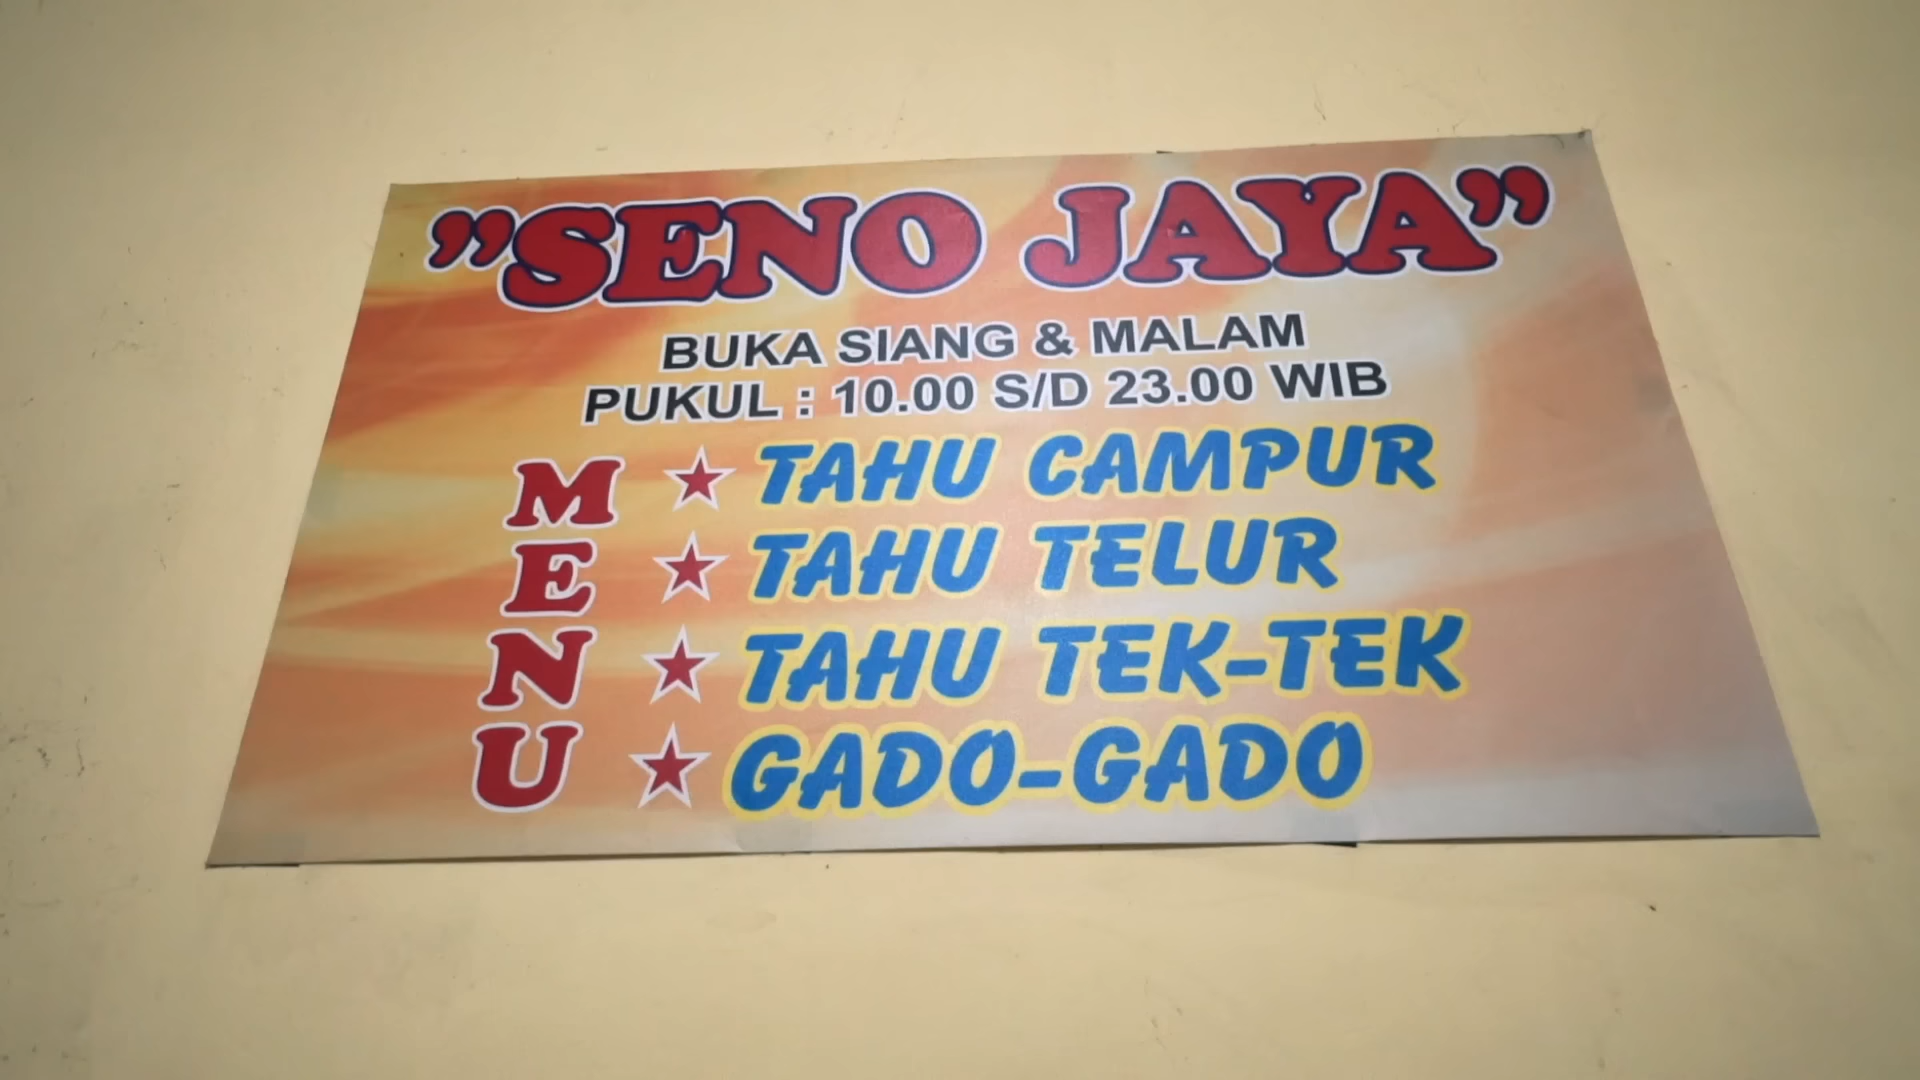 "SENO JAYA"
BUKA SIANG & MALAM
PUKUL : 10.00 S/D 23.00 WIB
MENU
★ TAHU CAMPUR
★ TAHU TELUR
★ TAHU TEK-TEK
★ GADO-GADO